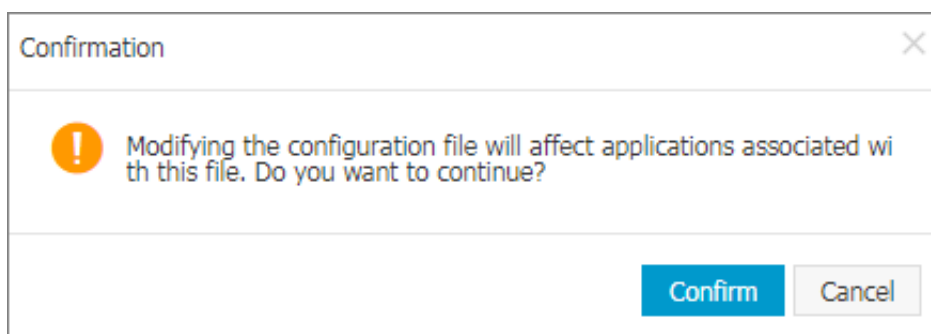 Confirmation
Modifying the configuration file will affect applications associated wi
th this file. Do you want to continue?
Confirm
Cancel